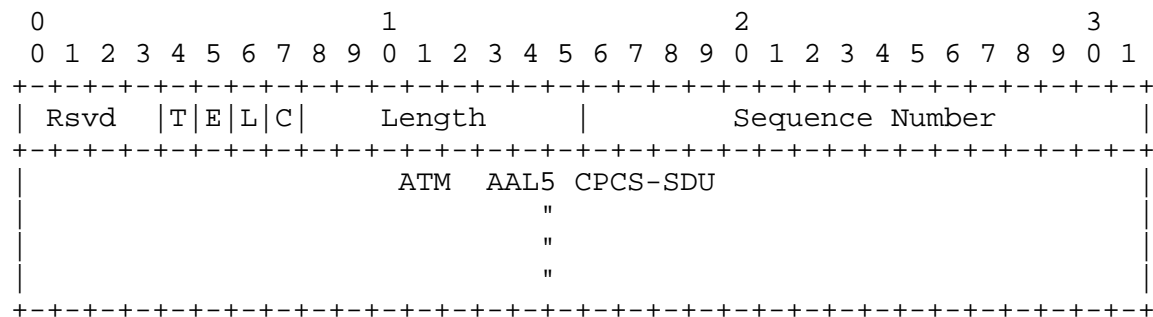 0                   1                   2                   3
 0 1 2 3 4 5 6 7 8 9 0 1 2 3 4 5 6 7 8 9 0 1 2 3 4 5 6 7 8 9 0 1
+-+-+-+-+-+-+-+-+-+-+-+-+-+-+-+-+-+-+-+-+-+-+-+-+-+-+-+-+-+-+-+-+
| Rsvd  |T|E|L|C|    Length     |        Sequence Number        |
+-+-+-+-+-+-+-+-+-+-+-+-+-+-+-+-+-+-+-+-+-+-+-+-+-+-+-+-+-+-+-+-+
|                     ATM  AAL5 CPCS-SDU                        |
|                             "                                 |
|                             "                                 |
|                             "                                 |
+-+-+-+-+-+-+-+-+-+-+-+-+-+-+-+-+-+-+-+-+-+-+-+-+-+-+-+-+-+-+-+-+